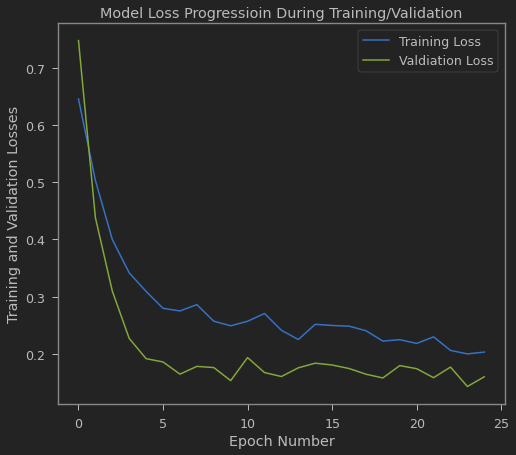 Model Loss Progressioin During Training/Validation
Training Loss
Valdiation Loss
Training and Validation Losses
0.7
0.6
0.5
0.4
0.3
0.2
0 5 10 15 20 25
Epoch Number